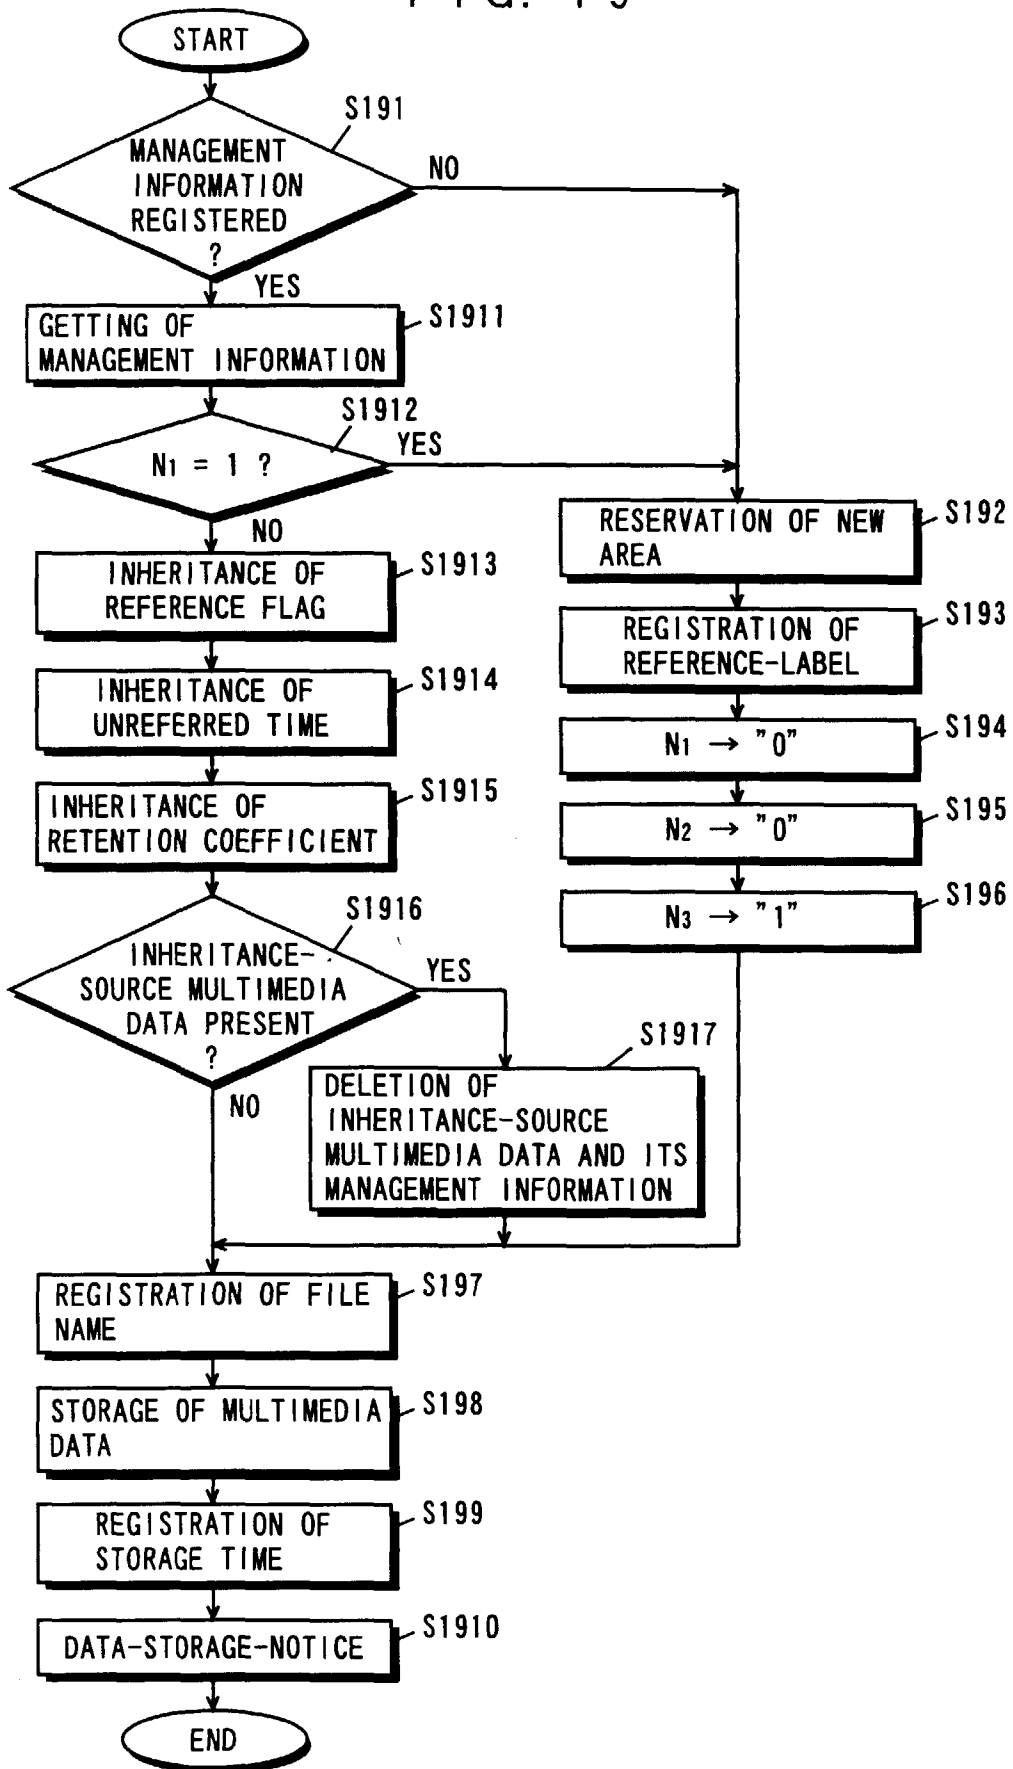 FIG. 19
START
S191
MANAGEMENT
INFORMATION
REGISTERED
?
NO
YES
GETTING OF
MANAGEMENT INFORMATION
S1911
S1912
N1 = 1 ?
YES
NO
INHERITANCE OF
REFERENCE FLAG
S1913
INHERITANCE OF
UNREFERRED TIME
S1914
INHERITANCE OF
RETENTION COEFFICIENT
S1915
S1916
INHERITANCE-
SOURCE MULTIMEDIA
DATA PRESENT
?
YES
NO
S1917
DELETION OF
INHERITANCE-SOURCE
MULTIMEDIA DATA AND ITS
MANAGEMENT INFORMATION
RESERVATION OF NEW
AREA
S192
REGISTRATION OF
REFERENCE-LABEL
S193
N1 → "0"
S194
N2 → "0"
S195
N3 → "1"
S196
REGISTRATION OF FILE
NAME
S197
STORAGE OF MULTIMEDIA
DATA
S198
REGISTRATION OF
STORAGE TIME
S199
DATA-STORAGE-NOTICE
S1910
END